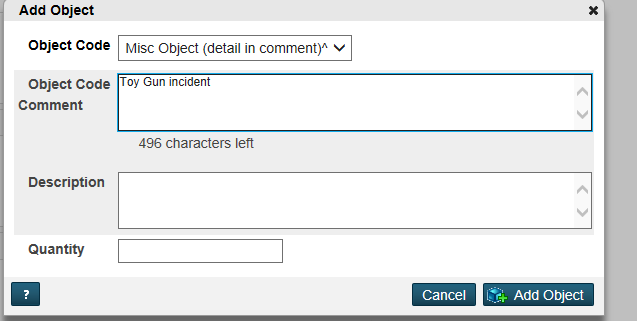 Add Object
Object Code Misc Object (detail in comment)^
Object Code Toy Gun incident
Comment
496 characters left
Description
Quantity
? Cancel Add Object